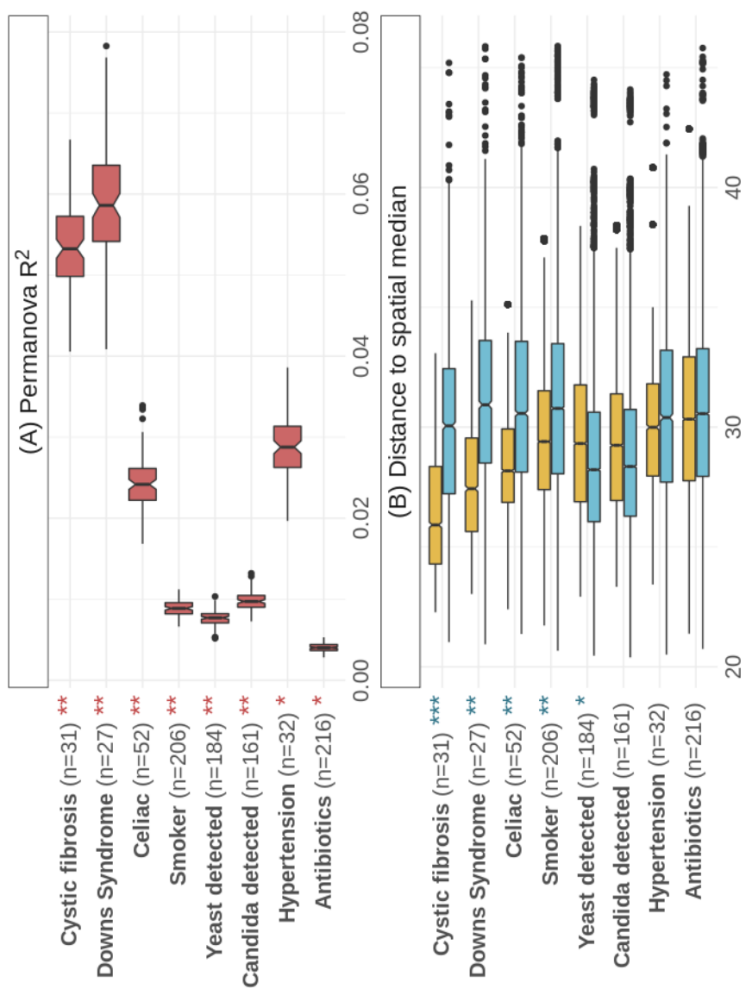 (A) Permanova R²
Cystic fibrosis (n=31) **
Downs Syndrome (n=27) **
Celiac (n=52) **
Smoker (n=206) **
Yeast detected (n=184) **
Candida detected (n=161) **
Hypertension (n=32) *
Antibiotics (n=216) *
0.00 0.02 0.04 0.06 0.08
(B) Distance to spatial median
Cystic fibrosis (n=31) ***
Downs Syndrome (n=27) **
Celiac (n=52) **
Smoker (n=206) **
Yeast detected (n=184) *
Candida detected (n=161)
Hypertension (n=32)
Antibiotics (n=216)
20 30 40